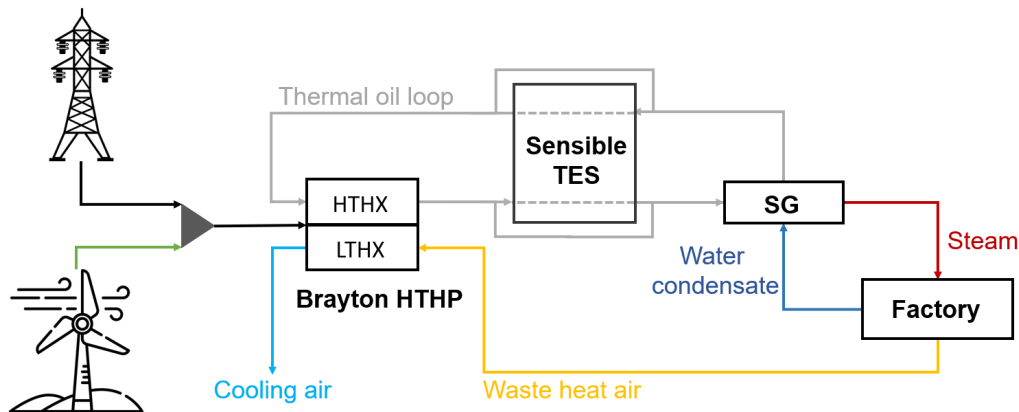 Thermal oil loop
Sensible
TES
HTHX
LTHX
SG
Steam
Water
condensate
Brayton HTHP
Factory
Cooling air
Waste heat air